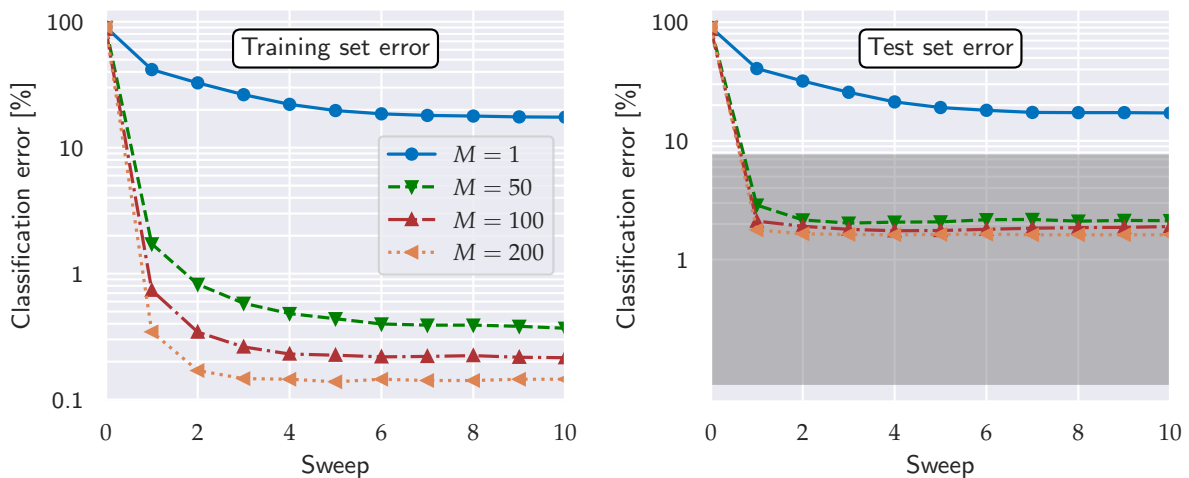 Training set error
Classification error [%]
100
10
1
0.1
M = 1
M = 50
M = 100
M = 200
0 2 4 6 8 10
Sweep
Test set error
Classification error [%]
100
10
1
0 2 4 6 8 10
Sweep